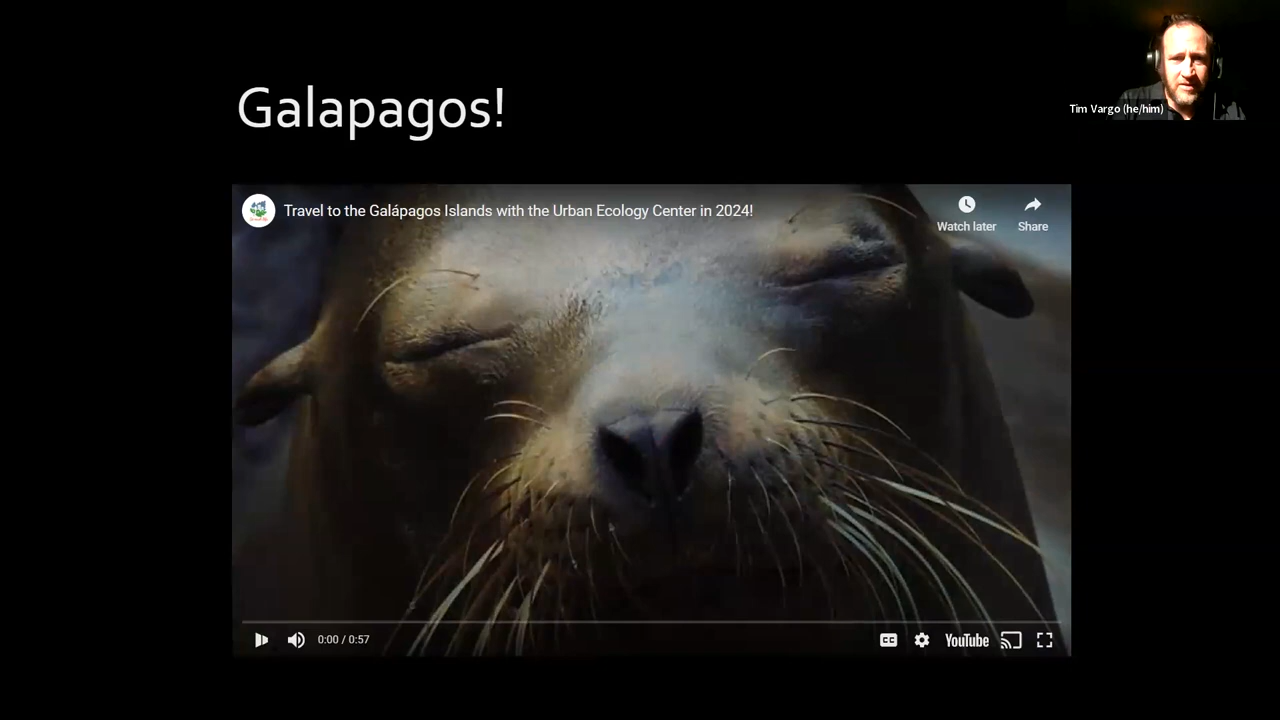 Galapagos!
Tim Vargo (he/him)
Travel to the Galápagos Islands with the Urban Ecology Center in 2024!
Watch later
Share
0:00 / 0:57
CC
YouTube